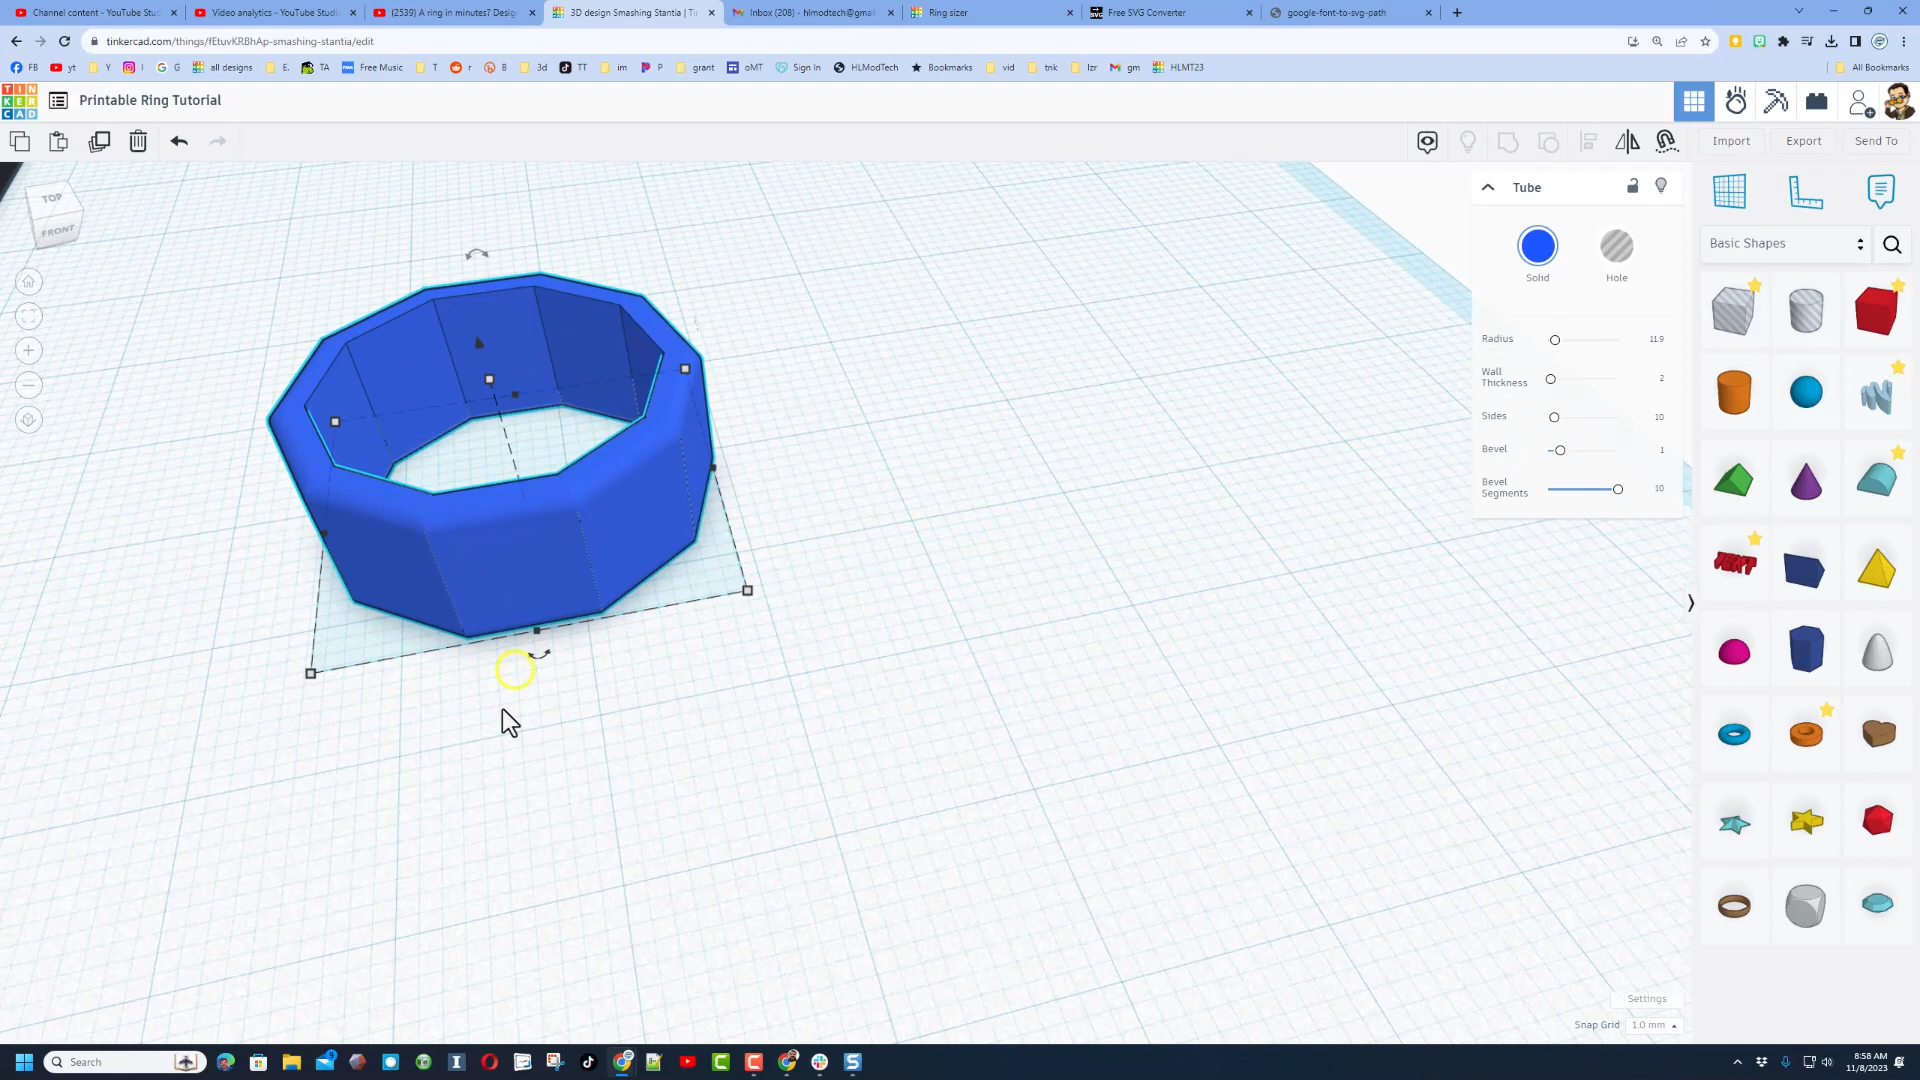 Channel content - YouTube Stud
Video analytics - YouTube Studi
(2539) A ring in minutes? Desig
3D design Smashing Stantia | Tin
Inbox (208) - hlmodtech@gmai
Ring sizer
Free SVG Converter
google-font-to-svg-path
tinkercad.com/things/fEtuvKRBhAp-smashing-stantia/edit
FB
yt
Y
I
G
all designs
E.
TA
Free Music
T
r
B
3d
TT
im
P
grant
oMT
Sign In
HLModTech
Bookmarks
vid
tnk
lzr
gm
HLMT23
All Bookmarks
TIN
KER
CAD
Printable Ring Tutorial
Import
Export
Send To
TOP
FRONT
Tube
Solid
Hole
Radius 11.9
Wall Thickness 2
Sides 10
Bevel 1
Bevel Segments 10
Basic Shapes
TEXT
Settings
Snap Grid 1.0 mm
Search
8:58 AM
11/8/2023